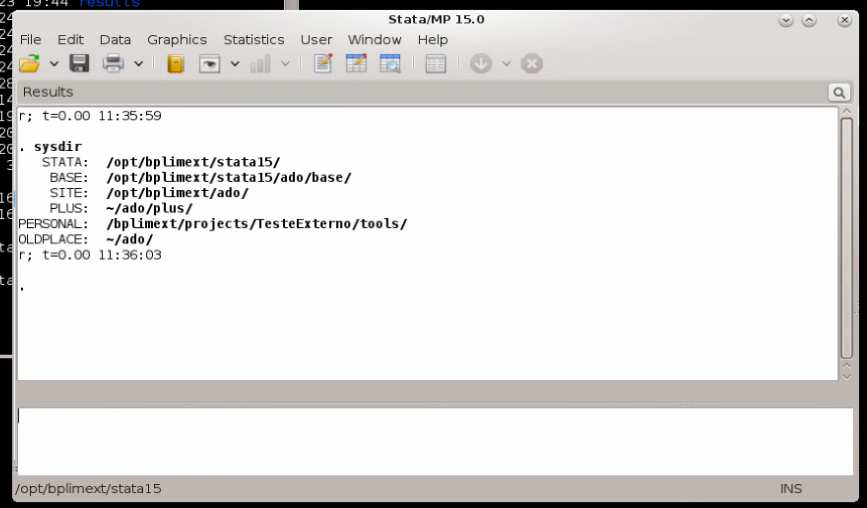 23 19:44 results
Stata/MP 15.0
File Edit Data Graphics Statistics User Window Help
Results
r; t=0.00 11:35:59
. sysdir
STATA: /opt/bplimext/stata15/
BASE: /opt/bplimext/stata15/ado/base/
SITE: /opt/bplimext/ado/
PLUS: ~/ado/plus/
PERSONAL: /bplimext/projects/TesteExterno/tools/
OLDPLACE: ~/ado/
r; t=0.00 11:36:03
.
/opt/bplimext/stata15 INS